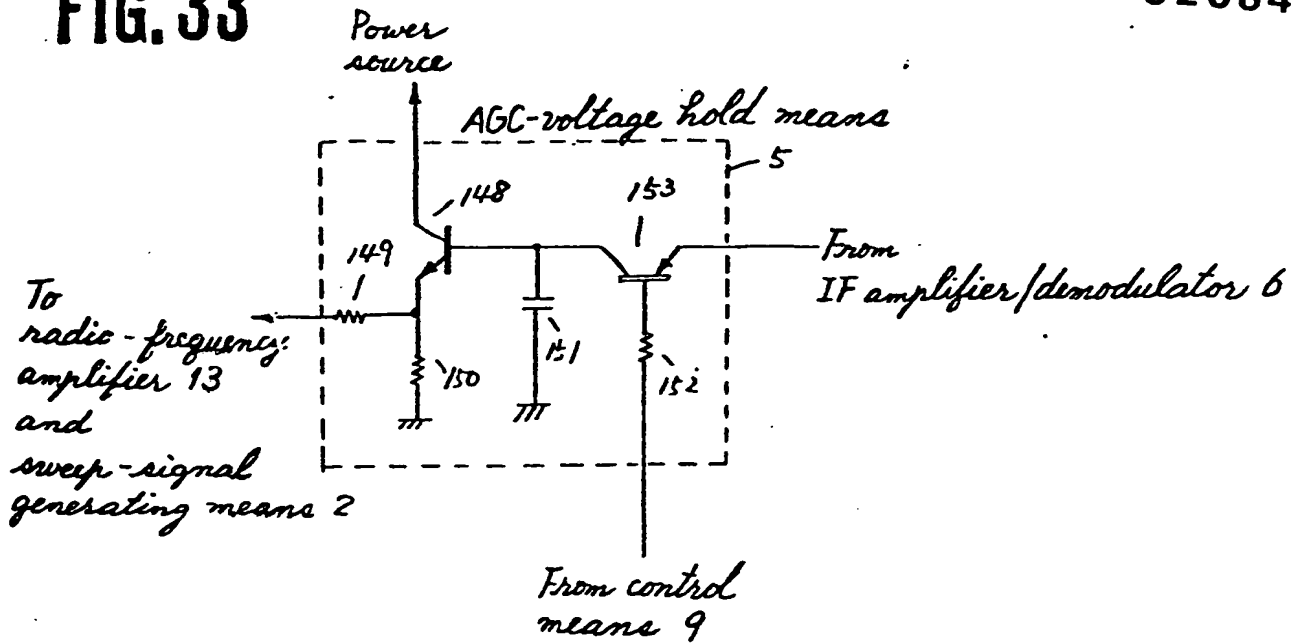 FIG. 33
Power
source
AGC-voltage hold means
5
148
153
149
From
IF amplifier/demodulator 6
To
radio-frequency
amplifier 13
and
sweep-signal
generating means 2
150
151
152
From control
means 9